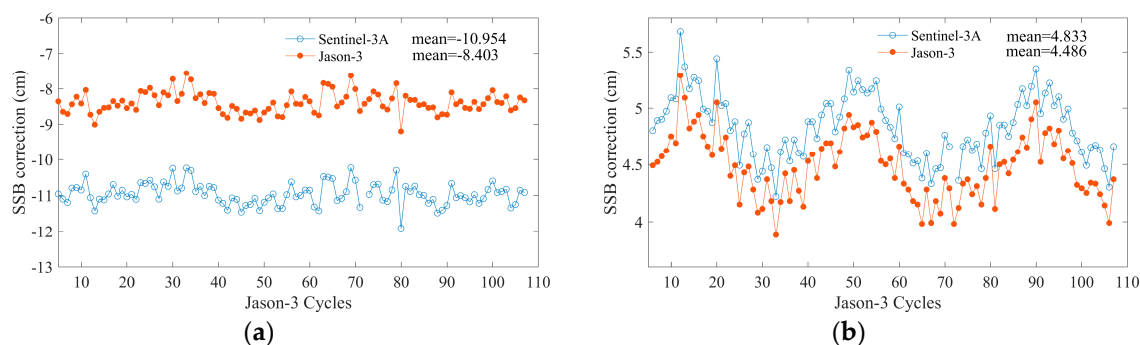 -6
-7
-8
-9
-10
-11
-12
-13
SSB correction (cm)
Sentinel-3A mean=-10.954
Jason-3 mean=-8.403
10 20 30 40 50 60 70 80 90 100 110
Jason-3 Cycles
(a)
5.5
5
4.5
4
SSB correction (cm)
Sentinel-3A mean=4.833
Jason-3 mean=4.486
10 20 30 40 50 60 70 80 90 100 110
Jason-3 Cycles
(b)